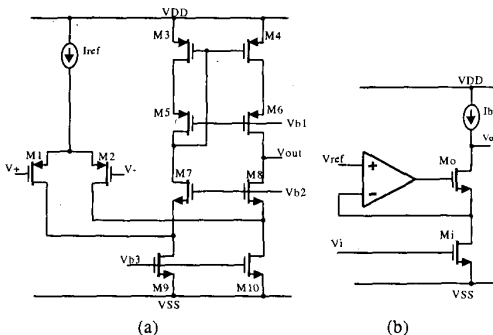 VDD
M3
M4
Iref
M5
M6
Vb1
M1
M2
V+
V-
Vout
M7
M8
Vb2
Vb3
M9
M10
VSS
(a)
VDD
Ib
Vref
+
-
Mo
Vi
Mi
VSS
(b)